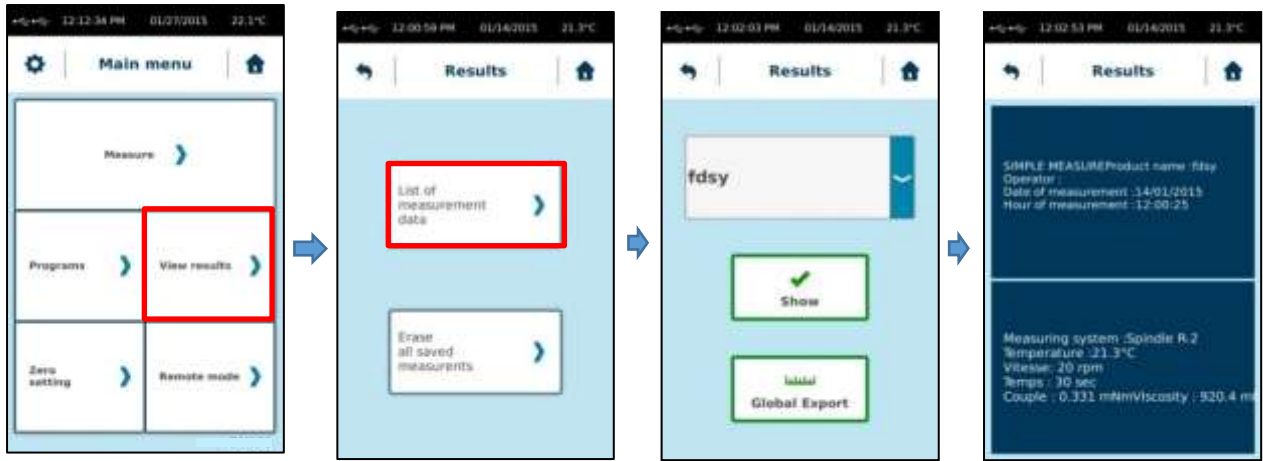 12:12:34 PM 01/27/2015 22.1°C
Main menu
Measure
Programs
View results
Zero
setting
Remote mode
12:00:59 PM 01/14/2015 21.3°C
Results
List of
measurement
data
Erase
all saved
measurents
12:02:03 PM 01/14/2015 21.3°C
Results
fdsy
Show
Global Export
12:02:53 PM 01/14/2015 21.3°C
Results
SIMPLE MEASUREProduct name :fdsy
Operator :
Date of measurement :14/01/2015
Hour of measurement :12:00:25
Measuring system :Spindle R-2
Temperature :21.3°C
Vitesse: 20 rpm
Temps : 30 sec
Couple : 0.331 mNmViscosity : 920.4